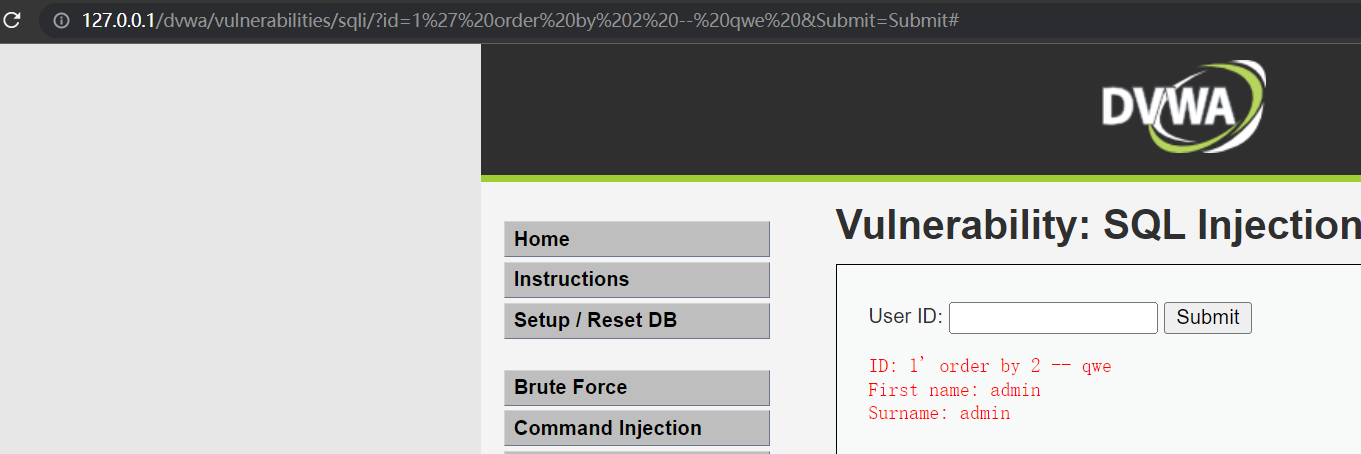 127.0.0.1/dvwa/vulnerabilities/sqli/?id=1%27%20order%20by%202%20--%20qwe%20&Submit=Submit#
DVWA
Vulnerability: SQL Injection
Home
Instructions
Setup / Reset DB
Brute Force
Command Injection
User ID:
Submit
ID: 1' order by 2 -- qwe
First name: admin
Surname: admin